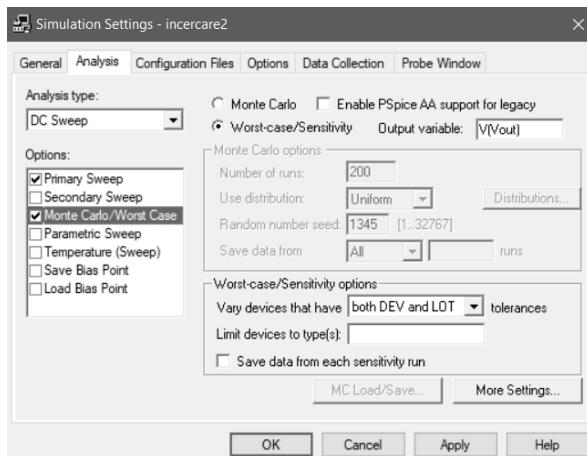 Simulation Settings - incercare2
General Analysis Configuration Files Options Data Collection Probe Window
Analysis type:
DC Sweep
Options:
Primary Sweep
Secondary Sweep
Monte Carlo/Worst Case
Parametric Sweep
Temperature (Sweep)
Save Bias Point
Load Bias Point
Monte Carlo Enable PSpice AA support for legacy
Worst-case/Sensitivity Output variable: V(Vout)
Monte Carlo options
Number of runs: 200
Use distribution: Uniform Distributions...
Random number seed: 1345 [1..32767]
Save data from All runs
Worst-case/Sensitivity options
Vary devices that have both DEV and LOT tolerances
Limit devices to type(s):
Save data from each sensitivity run
MC Load/Save... More Settings...
OK Cancel Apply Help